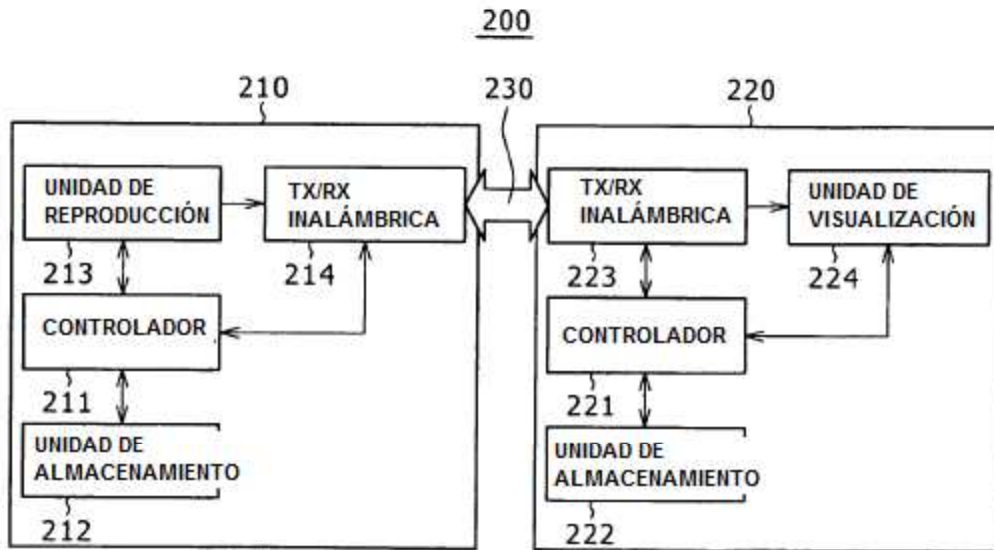 200
210
230
220
UNIDAD DE
REPRODUCCIÓN
213
TX/RX
INALÁMBRICA
214
CONTROLADOR
211
UNIDAD DE
ALMACENAMIENTO
212
TX/RX
INALÁMBRICA
223
UNIDAD DE
VISUALIZACIÓN
224
CONTROLADOR
221
UNIDAD DE
ALMACENAMIENTO
222